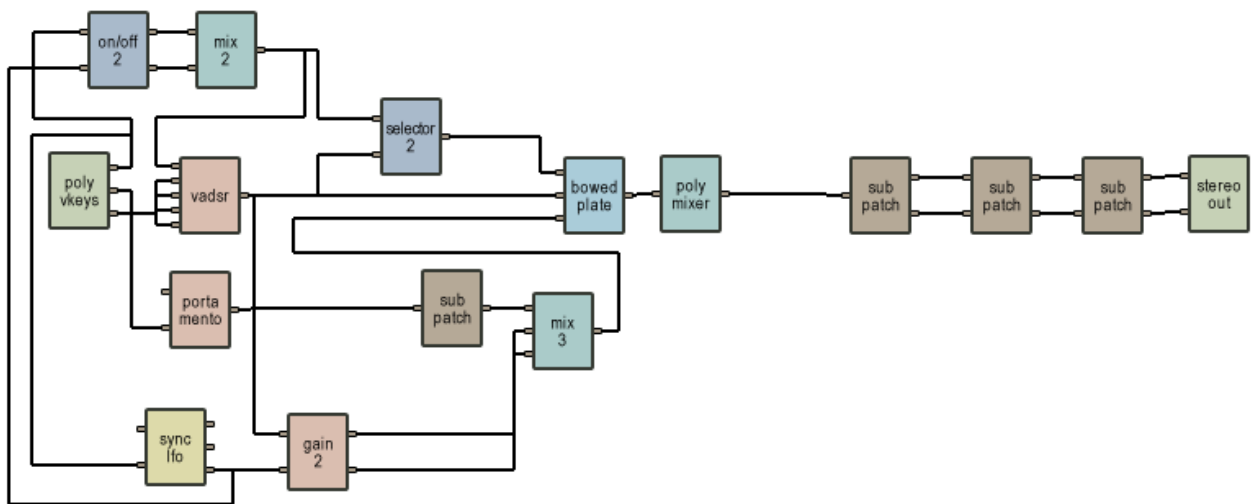 on/off
2
mix
2
selector
2
poly
vkeys
vadsr
bowed
plate
poly
mixer
sub
patch
sub
patch
sub
patch
stereo
out
porta
mento
sub
patch
mix
3
sync
lfo
gain
2